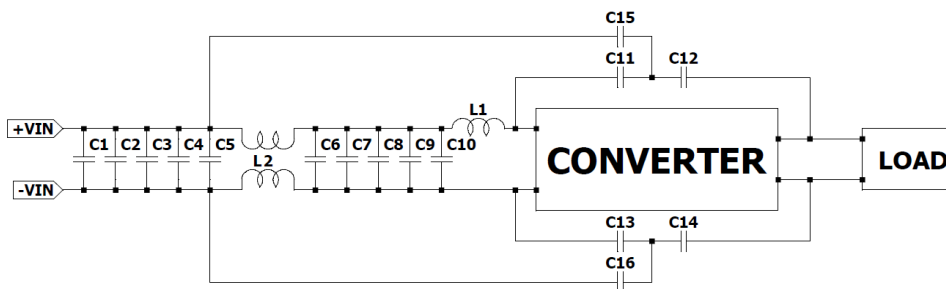 C15
C11 C12
L1
+VIN C1 C2 C3 C4 C5 C6 C7 C8 C9 C10
L2
CONVERTER LOAD
-VIN
C13 C14
C16